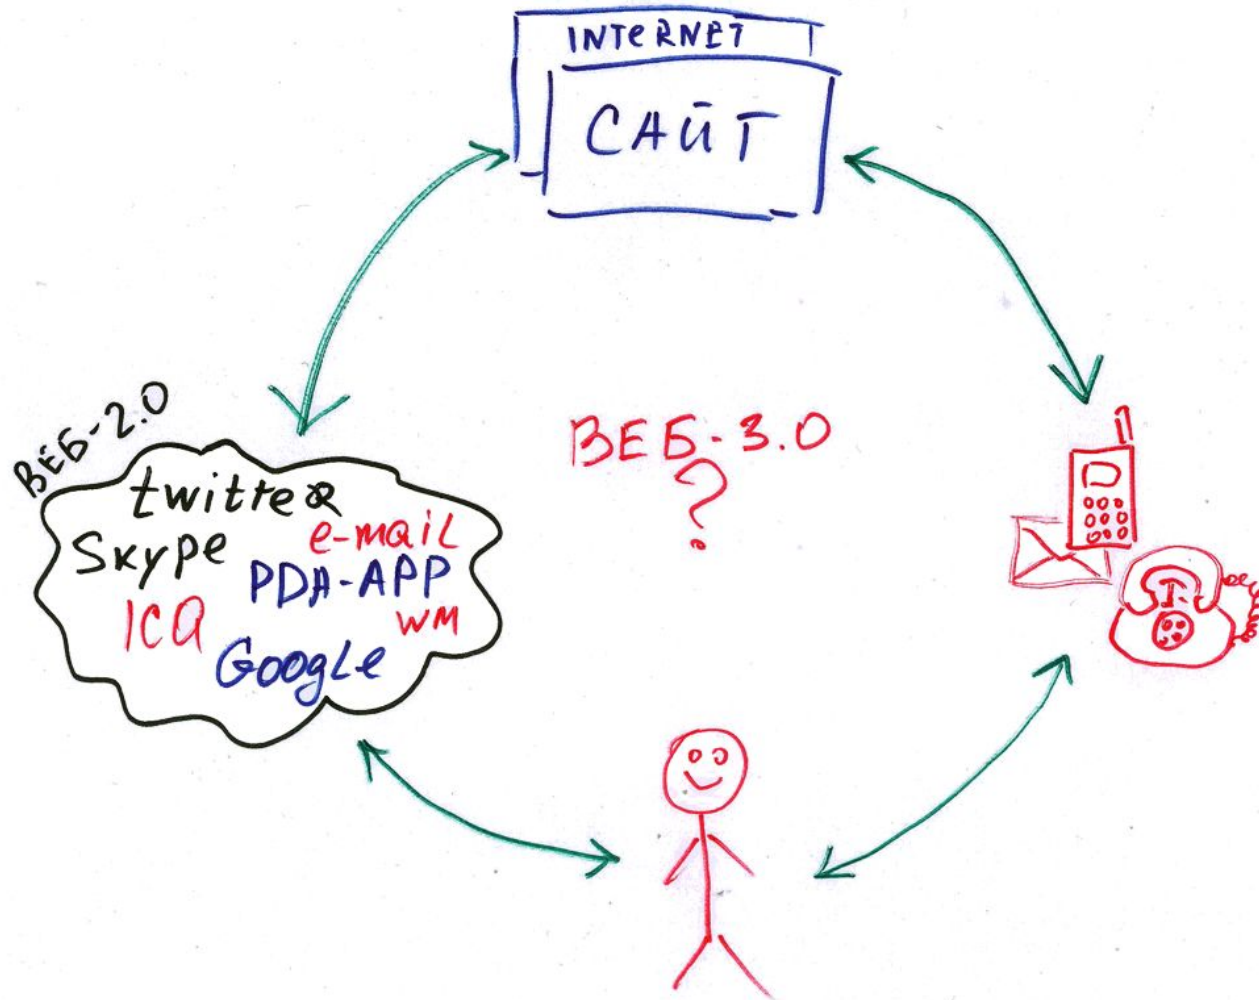 INTERNET
САЙТ
ВЕБ-2.0
ВЕБ-3.0
?
twitter
Skype
e-mail
PDA-APP
ICQ
WM
Google